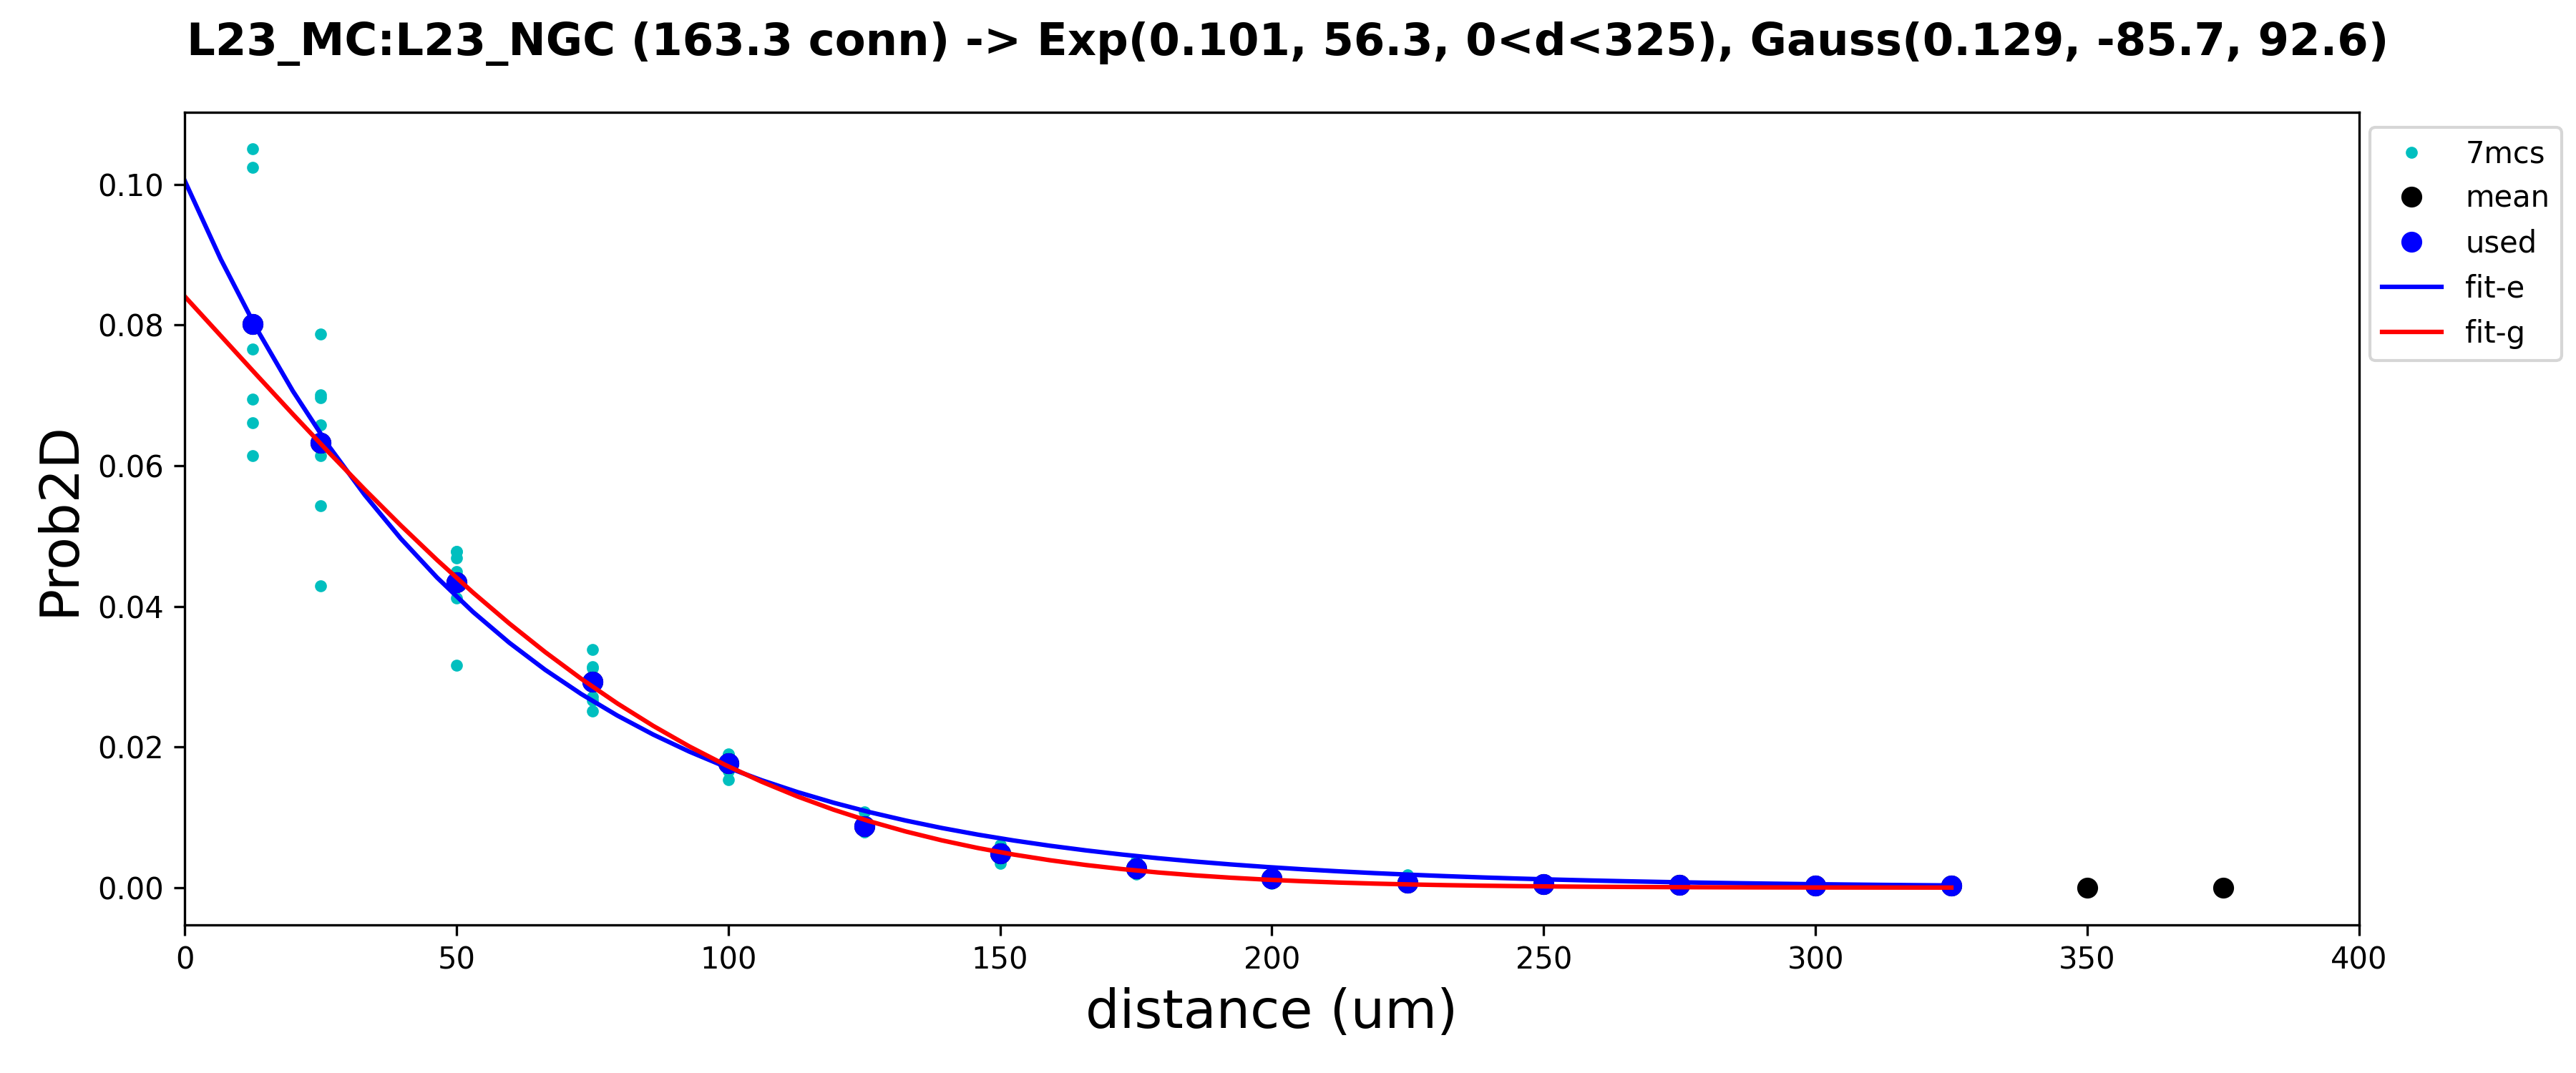 L23_MC:L23_NGC (163.3 conn) -> Exp(0.101, 56.3, 0<d<325), Gauss(0.129, -85.7, 92.6)
7mcs
mean
used
fit-e
fit-g
Prob2D
0.10
0.08
0.06
0.04
0.02
0.00
0 50 100 150 200 250 300 350 400
distance (um)